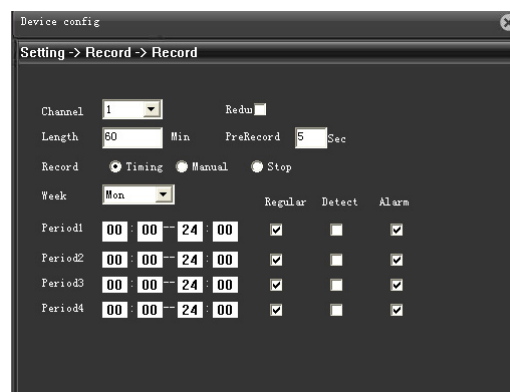 Device config
Setting -> Record -> Record
Channel 1 Redu
Length 60 Min PreRecord 5 Sec
Record Timing Manual Stop
Week Mon
Regular Detect Alarm
Period1 00 : 00 -- 24 : 00
Period2 00 : 00 -- 24 : 00
Period3 00 : 00 -- 24 : 00
Period4 00 : 00 -- 24 : 00